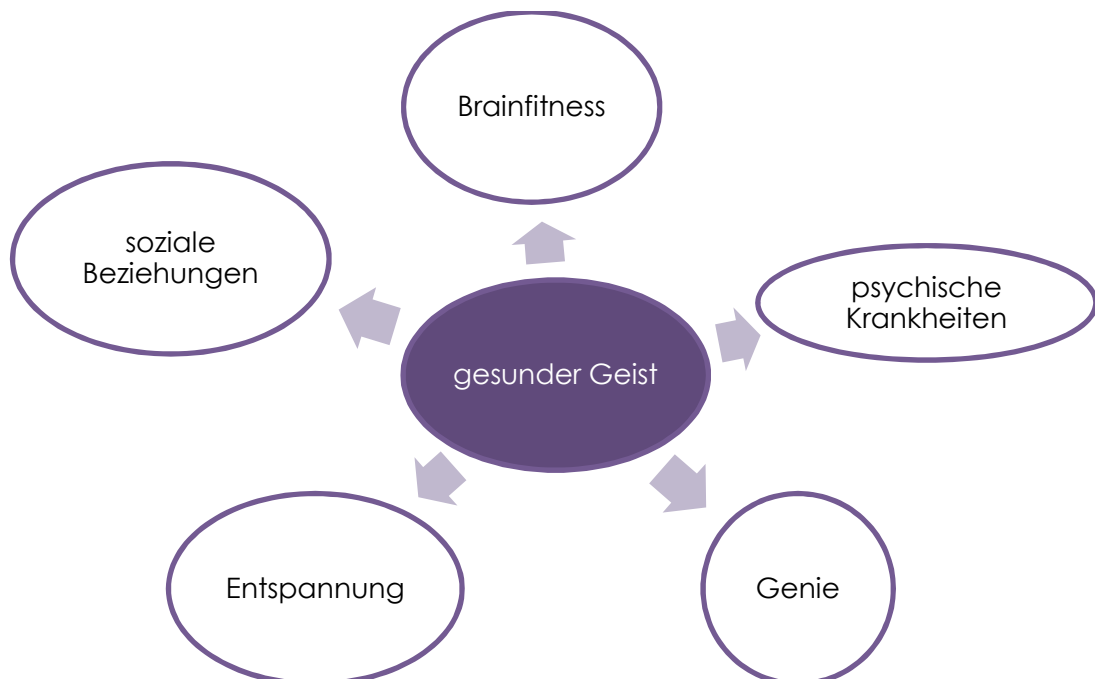 Brainfitness
soziale
Beziehungen
psychische
Krankheiten
gesunder Geist
Entspannung
Genie